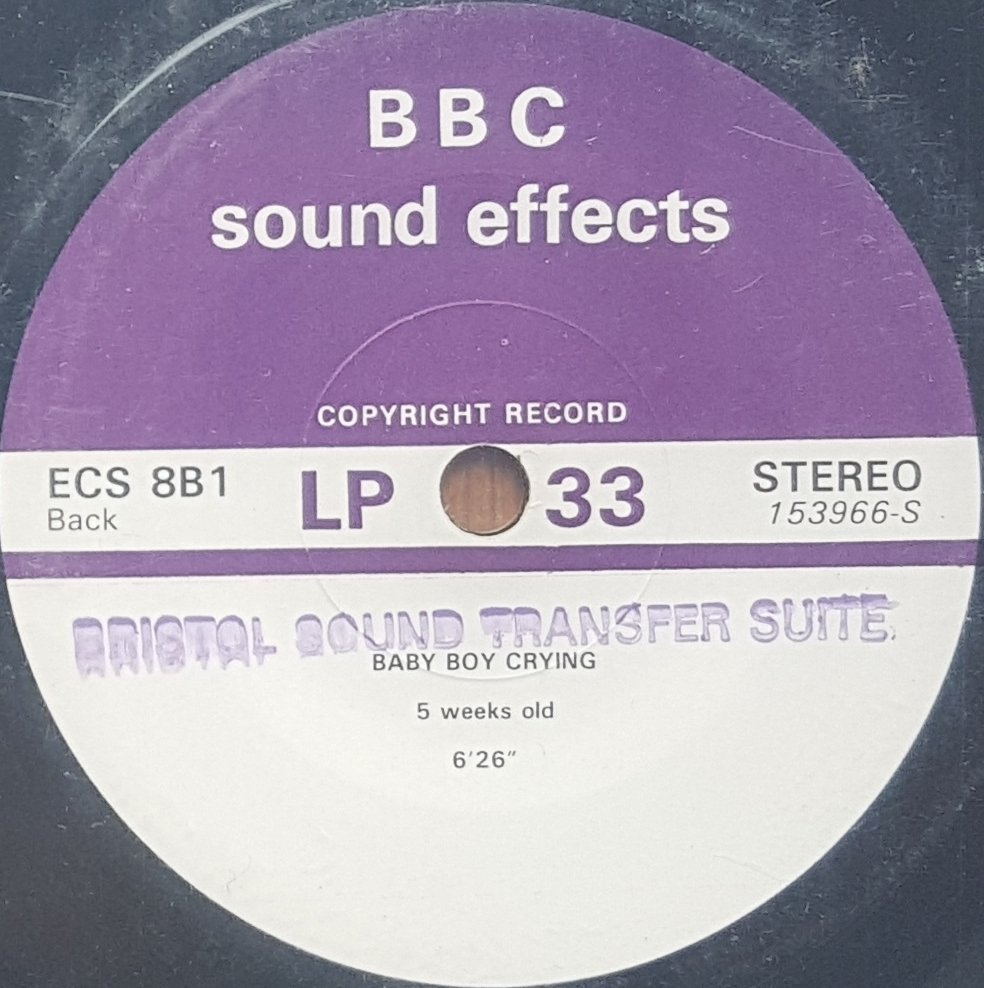 BBC
sound effects
COPYRIGHT RECORD
ECS 8B1
Back
LP 33
STEREO
153966-S
BRISTOL SOUND TRANSFER SUITE.
BABY BOY CRYING
5 weeks old
6'26"